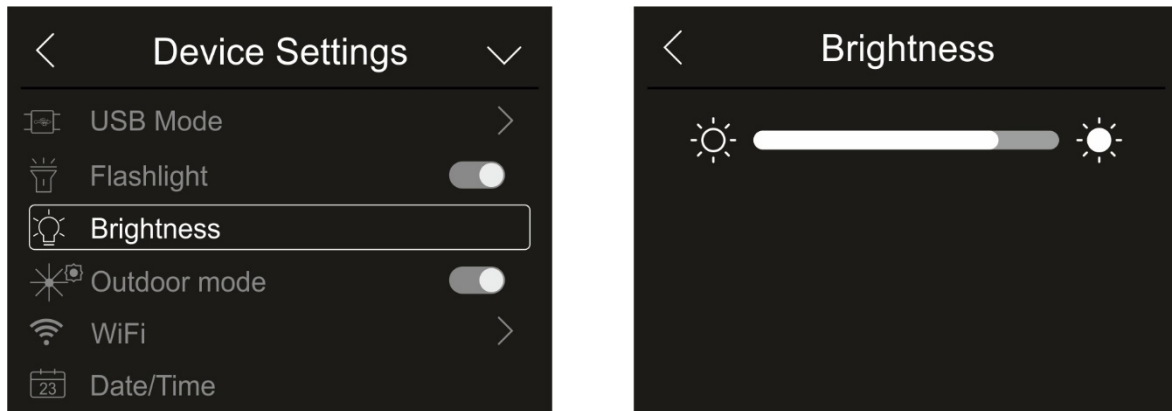 Device Settings
USB Mode
Flashlight
Brightness
Outdoor mode
WiFi
23 Date/Time
Brightness